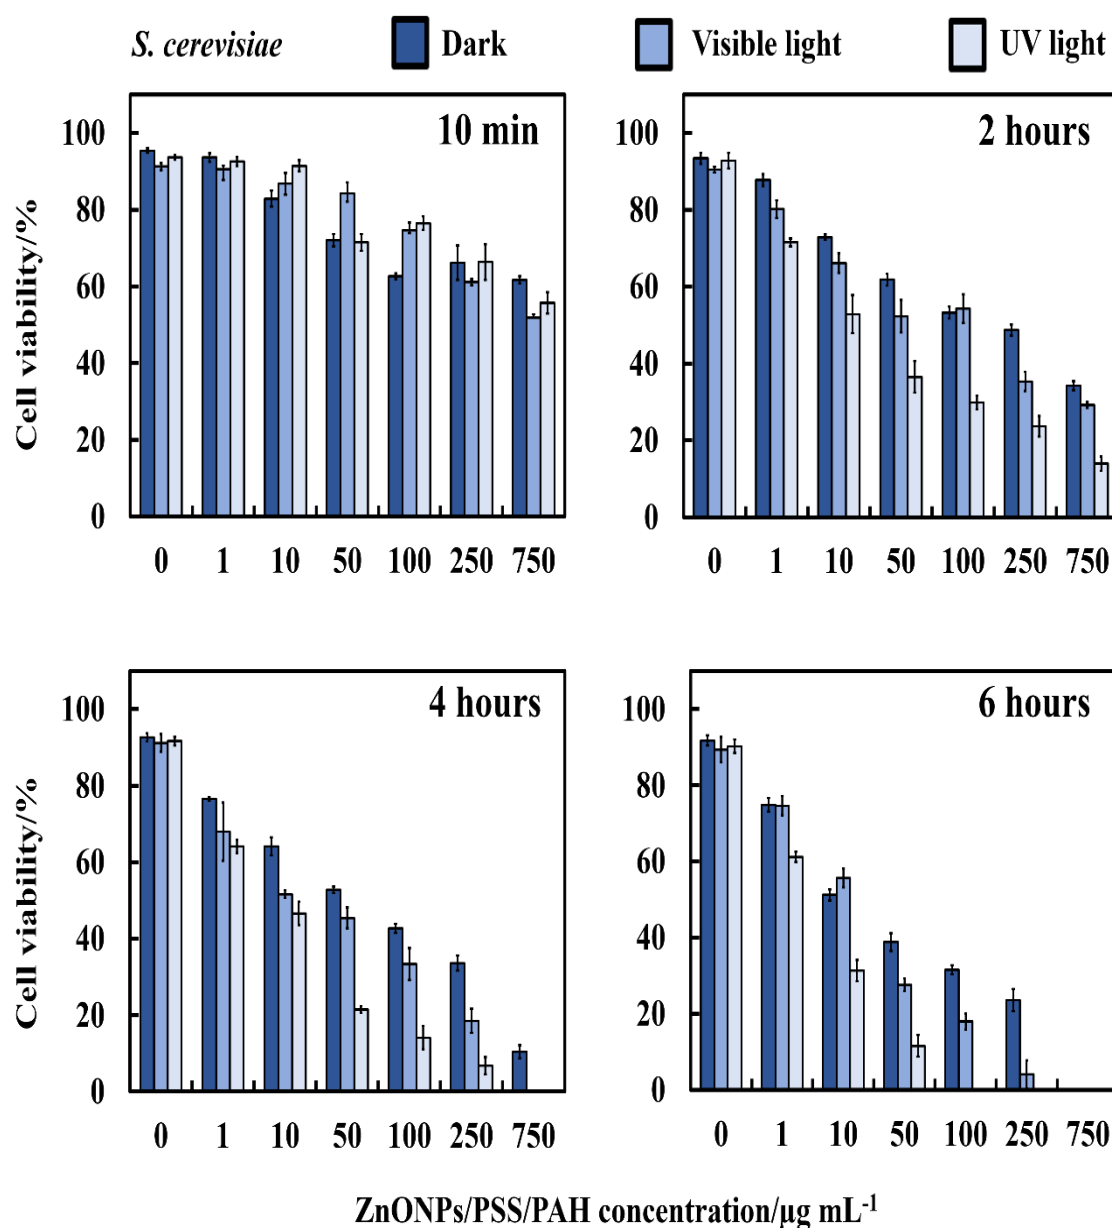 S. cerevisiae Dark Visible light UV light
10 min
Cell viability/%
100
80
60
40
20
0
0 1 10 50 100 250 750
2 hours
100
80
60
40
20
0
0 1 10 50 100 250 750
4 hours
Cell viability/%
100
80
60
40
20
0
0 1 10 50 100 250 750
6 hours
100
80
60
40
20
0
0 1 10 50 100 250 750
ZnONPs/PSS/PAH concentration/μg mL⁻¹